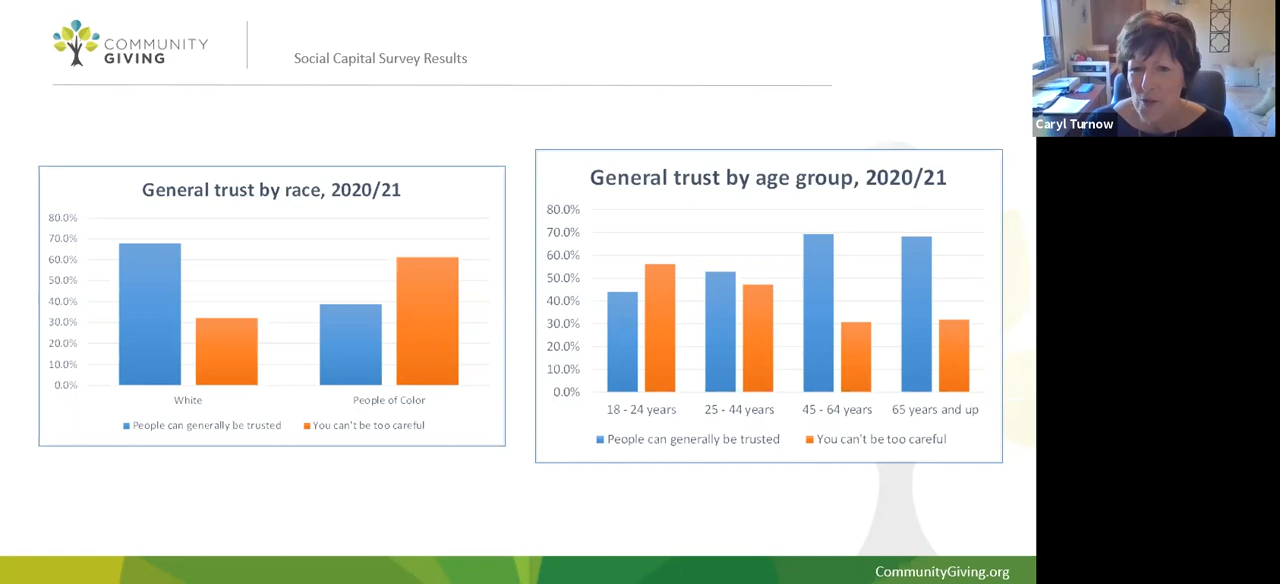 COMMUNITY
GIVING
Social Capital Survey Results
Caryl Turnow
General trust by race, 2020/21
80.0%
70.0%
60.0%
50.0%
40.0%
30.0%
20.0%
10.0%
0.0%
White People of Color
People can generally be trusted You can't be too careful
General trust by age group, 2020/21
80.0%
70.0%
60.0%
50.0%
40.0%
30.0%
20.0%
10.0%
0.0%
18 - 24 years 25 - 44 years 45 - 64 years 65 years and up
People can generally be trusted You can't be too careful
CommunityGiving.org